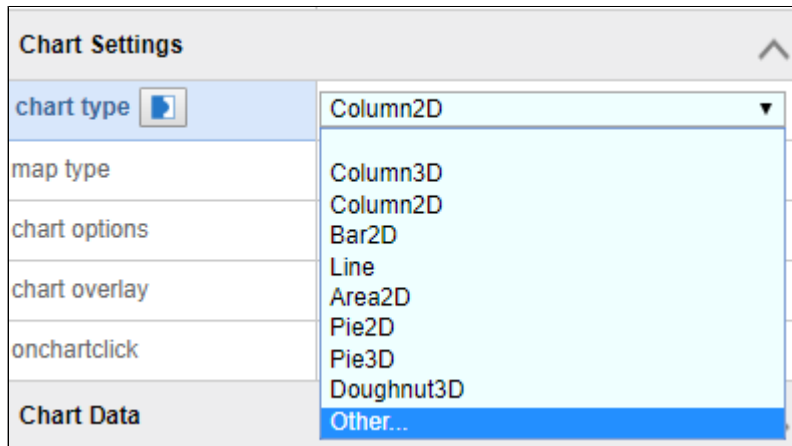 Chart Settings
chart type
Column2D
map type
Column3D
Column2D
chart options
Bar2D
Line
chart overlay
Area2D
Pie2D
onchartclick
Pie3D
Doughnut3D
Chart Data
Other...